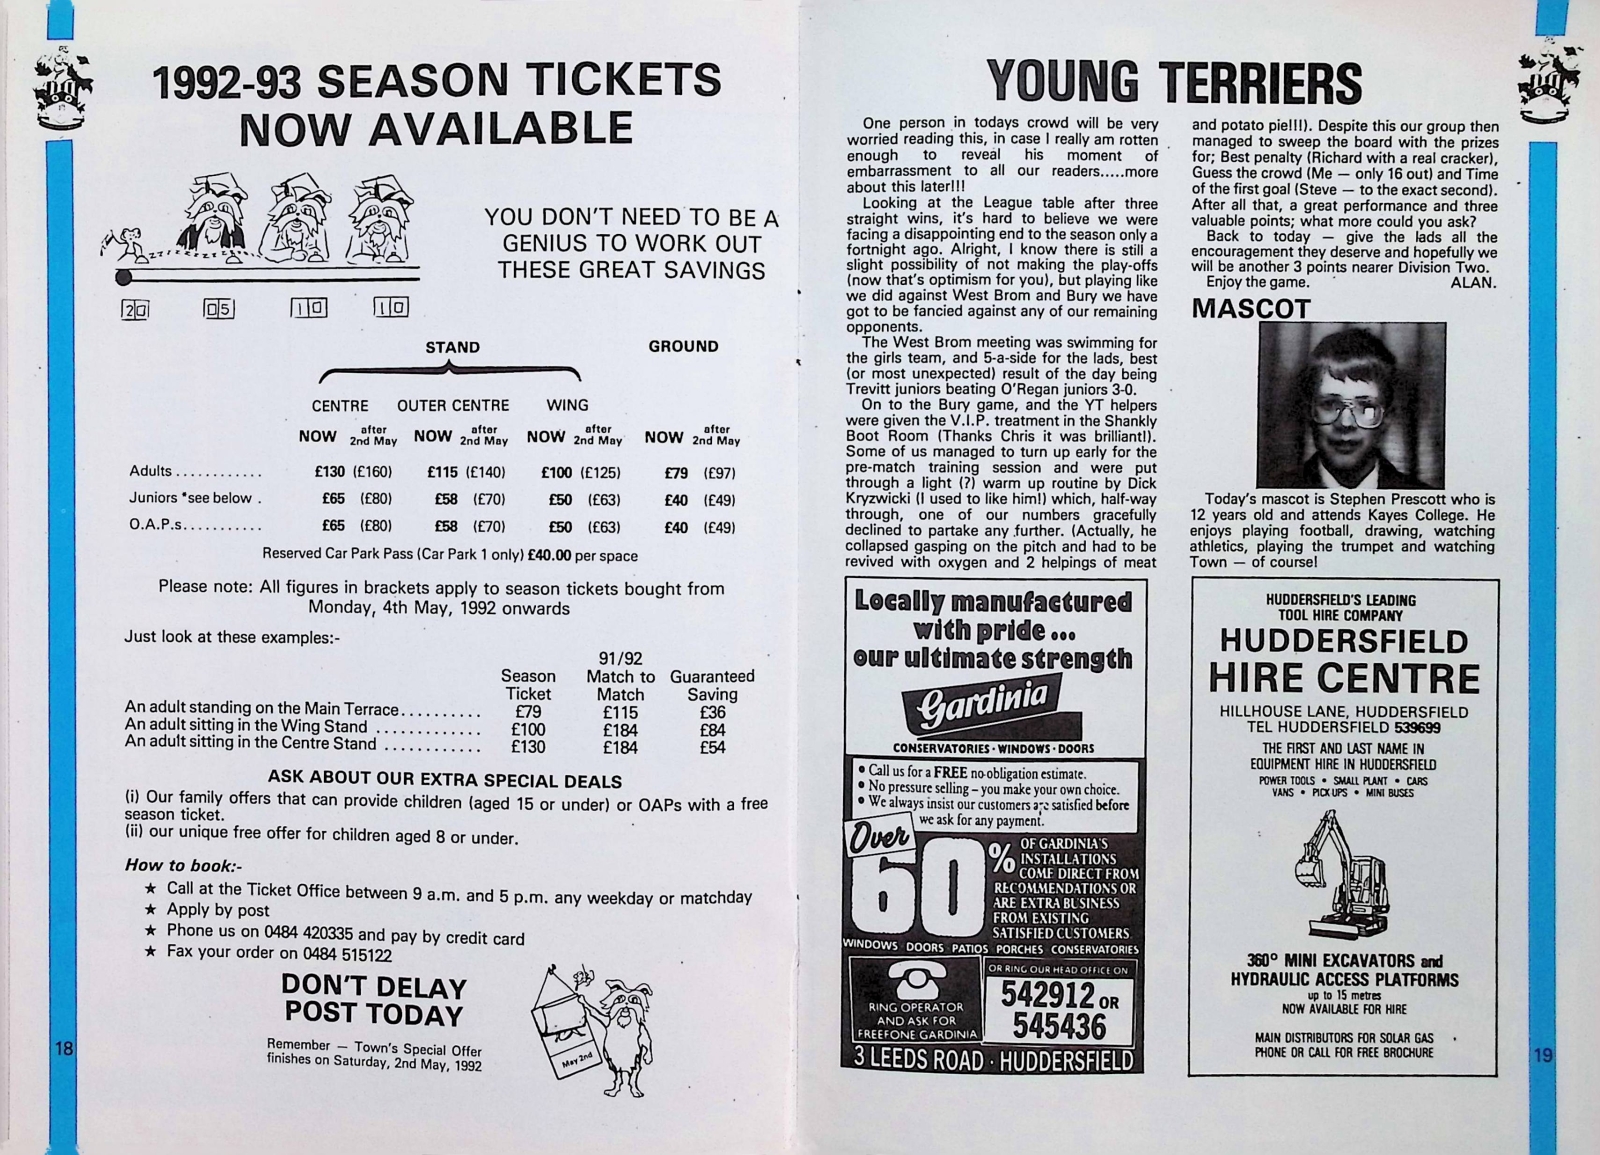 1992-93 SEASON TICKETS
NOW AVAILABLE
YOU DON'T NEED TO BE A
GENIUS TO WORK OUT
THESE GREAT SAVINGS
20 05 10 10
STAND GROUND
CENTRE OUTER CENTRE WING
NOW after 2nd May NOW after 2nd May NOW after 2nd May NOW after 2nd May
Adults ............ £130 (£160) £115 (£140) £100 (£125) £79 (£97)
Juniors *see below . £65 (£80) £58 (£70) £50 (£63) £40 (£49)
O.A.P.s........... £65 (£80) £58 (£70) £50 (£63) £40 (£49)
Reserved Car Park Pass (Car Park 1 only) £40.00 per space
Please note: All figures in brackets apply to season tickets bought from
Monday, 4th May, 1992 onwards
Just look at these examples:-
91/92
Season Match to Guaranteed
Ticket Match Saving
An adult standing on the Main Terrace.......... £79 £115 £36
An adult sitting in the Wing Stand ............. £100 £184 £84
An adult sitting in the Centre Stand ............ £130 £184 £54
ASK ABOUT OUR EXTRA SPECIAL DEALS
(i) Our family offers that can provide children (aged 15 or under) or OAPs with a free
season ticket.
(ii) our unique free offer for children aged 8 or under.
How to book:-
★ Call at the Ticket Office between 9 a.m. and 5 p.m. any weekday or matchday
★ Apply by post
★ Phone us on 0484 420335 and pay by credit card
★ Fax your order on 0484 515122
DON'T DELAY
POST TODAY
Remember — Town's Special Offer
finishes on Saturday, 2nd May, 1992
May 2nd
18
YOUNG TERRIERS
One person in todays crowd will be very
worried reading this, in case I really am rotten
enough to reveal his moment of
embarrassment to all our readers.....more
about this later!!!
Looking at the League table after three
straight wins, it's hard to believe we were
facing a disappointing end to the season only a
fortnight ago. Alright, I know there is still a
slight possibility of not making the play-offs
(now that's optimism for you), but playing like
we did against West Brom and Bury we have
got to be fancied against any of our remaining
opponents.
The West Brom meeting was swimming for
the girls team, and 5-a-side for the lads, best
(or most unexpected) result of the day being
Trevitt juniors beating O'Regan juniors 3-0.
On to the Bury game, and the YT helpers
were given the V.I.P. treatment in the Shankly
Boot Room (Thanks Chris it was brilliant!).
Some of us managed to turn up early for the
pre-match training session and were put
through a light (?) warm up routine by Dick
Kryzwicki (I used to like him!) which, half-way
through, one of our numbers gracefully
declined to partake any further. (Actually, he
collapsed gasping on the pitch and had to be
revived with oxygen and 2 helpings of meat
and potato pie!!!). Despite this our group then
managed to sweep the board with the prizes
for; Best penalty (Richard with a real cracker),
Guess the crowd (Me — only 16 out) and Time
of the first goal (Steve — to the exact second).
After all that, a great performance and three
valuable points; what more could you ask?
Back to today — give the lads all the
encouragement they deserve and hopefully we
will be another 3 points nearer Division Two.
Enjoy the game. ALAN.
MASCOT
Today's mascot is Stephen Prescott who is
12 years old and attends Kayes College. He
enjoys playing football, drawing, watching
athletics, playing the trumpet and watching
Town — of course!
Locally manufactured
with pride ...
our ultimate strength
Gardinia
CONSERVATORIES · WINDOWS · DOORS
• Call us for a FREE no-obligation estimate.
• No pressure selling – you make your own choice.
• We always insist our customers are satisfied before
we ask for any payment.
Over
60%
OF GARDINIA'S
INSTALLATIONS
COME DIRECT FROM
RECOMMENDATIONS OR
ARE EXTRA BUSINESS
FROM EXISTING
SATISFIED CUSTOMERS.
WINDOWS DOORS PATIOS PORCHES CONSERVATORIES
RING OPERATOR
AND ASK FOR
FREEFONE GARDINIA
OR RING OUR HEAD OFFICE ON
542912 OR
545436
3 LEEDS ROAD · HUDDERSFIELD
HUDDERSFIELD'S LEADING
TOOL HIRE COMPANY
HUDDERSFIELD
HIRE CENTRE
HILLHOUSE LANE, HUDDERSFIELD
TEL HUDDERSFIELD 539699
THE FIRST AND LAST NAME IN
EQUIPMENT HIRE IN HUDDERSFIELD
POWER TOOLS • SMALL PLANT • CARS
VANS • PICK UPS • MINI BUSES
360° MINI EXCAVATORS and
HYDRAULIC ACCESS PLATFORMS
up to 15 metres
NOW AVAILABLE FOR HIRE
MAIN DISTRIBUTORS FOR SOLAR GAS
PHONE OR CALL FOR FREE BROCHURE
19